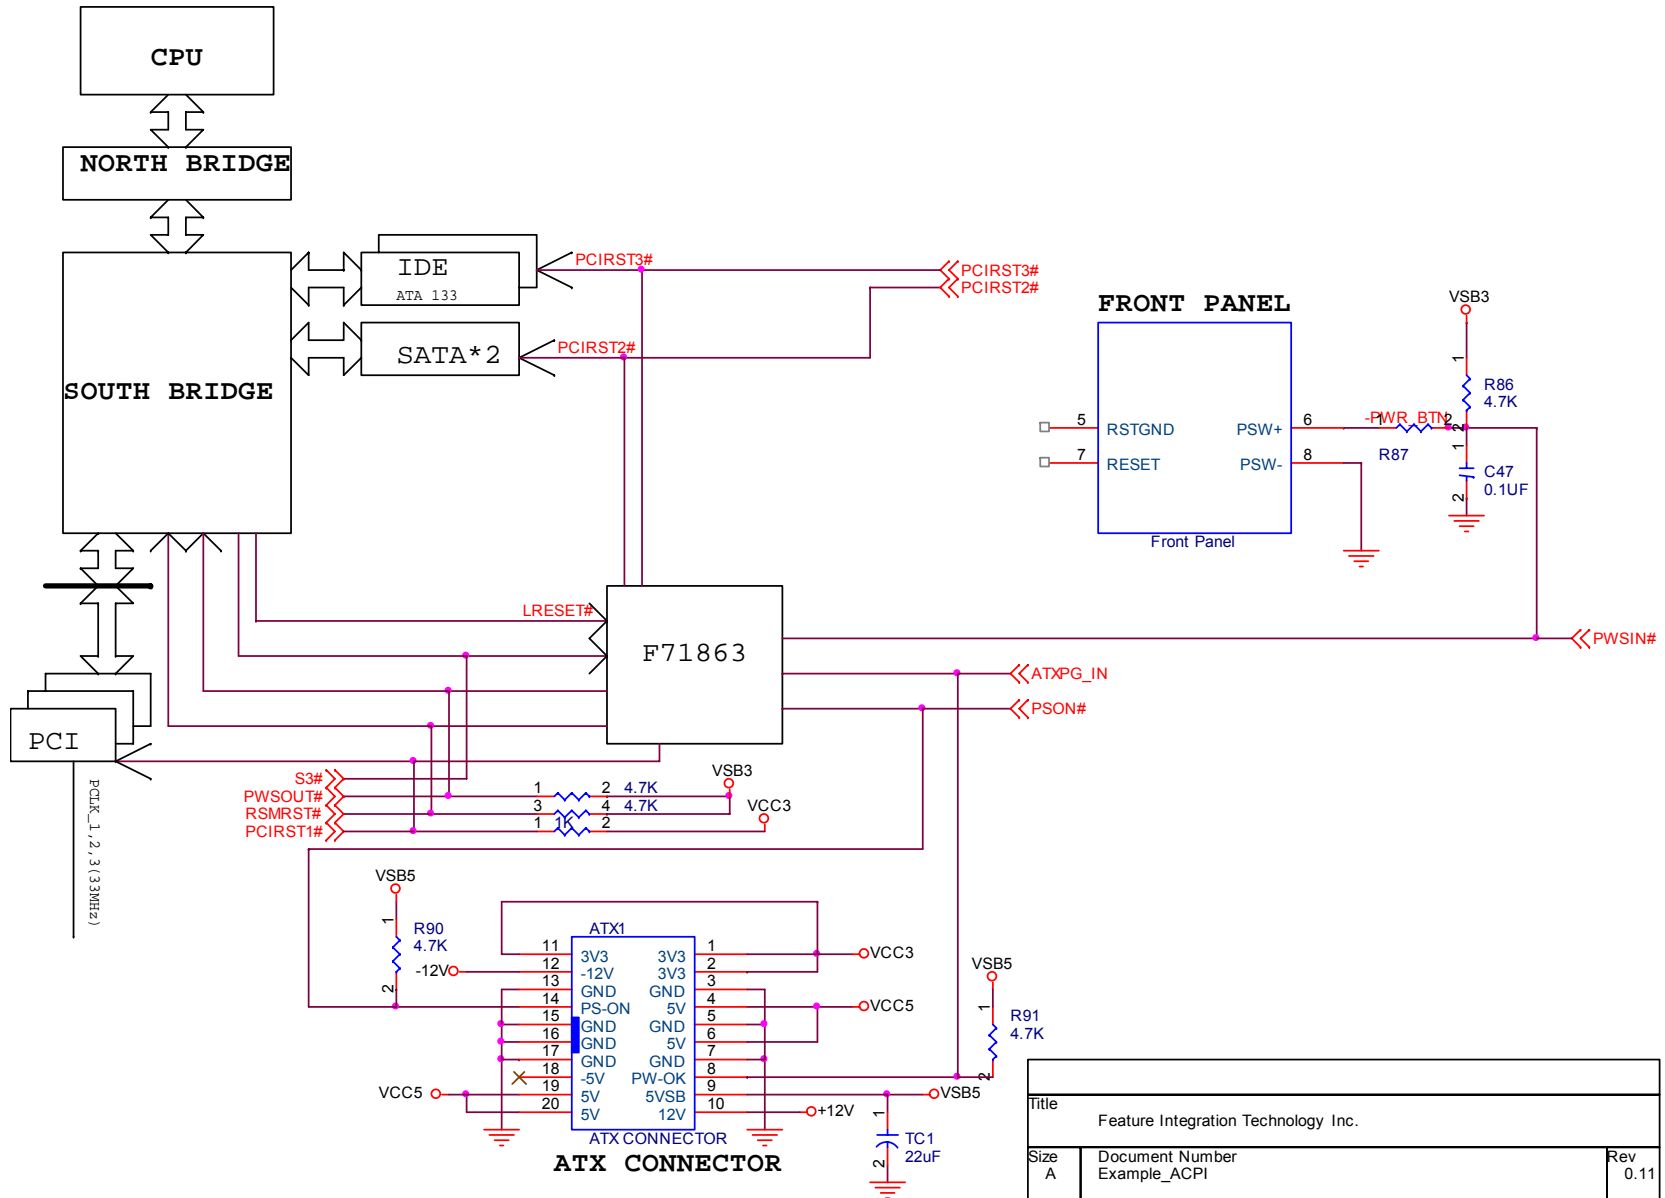 CPU
NORTH BRIDGE
SOUTH BRIDGE
IDE
ATA 133
SATA*2
PCIRST3#
PCIRST2#
PCIRST3#
PCIRST2#
FRONT PANEL
5
RSTGND
7
RESET
PSW+
6
PSW-
8
Front Panel
-PWR_BTN
1
2
R87
VSB3
1
R86
4.7K
2
1
C47
0.1UF
2
LRESET#
F71863
PWSIN#
ATXPG_IN
PSON#
PCI
PCLK_1,2,3(33MHz)
S3#
PWSOUT#
RSMRST#
PCIRST1#
1
2
4.7K
3
4
4.7K
1
1K
2
VSB3
VCC3
VSB5
1
R90
4.7K
2
-12V
VCC5
ATX1
11
3V3
12
-12V
13
GND
14
PS-ON
15
GND
16
GND
17
GND
18
-5V
19
5V
20
5V
3V3
1
3V3
2
GND
3
5V
4
GND
5
5V
6
GND
7
PW-OK
8
5VSB
9
12V
10
ATX CONNECTOR
ATX CONNECTOR
VCC3
VCC5
VSB5
+12V
1
TC1
22uF
2
VSB5
1
R91
4.7K
2
Title
Feature Integration Technology Inc.
Size
A
Document Number
Example_ACPI
Rev
0.11